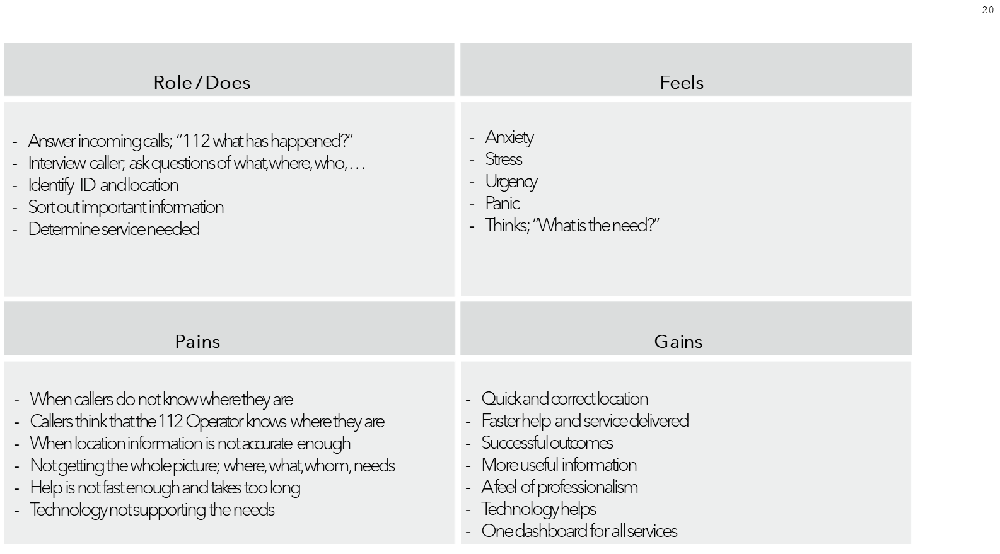 20
Role/Does
- Answer incoming calls; “112 what has happened?”
- Interview caller; ask questions of what, where, who, …
- Identify ID and location
- Sort out important information
- Determine service needed
Feels
- Anxiety
- Stress
- Urgency
- Panic
- Thinks; “What is the need?”
Pains
- When callers do not know where they are
- Callers think that the 112 Operator knows where they are
- When location information is not accurate enough
- Not getting the whole picture; where, what, whom, needs
- Help is not fast enough and takes too long
- Technology not supporting the needs
Gains
- Quick and correct location
- Faster help and service delivered
- Successful outcomes
- More useful information
- A feel of professionalism
- Technology helps
- One dashboard for all services